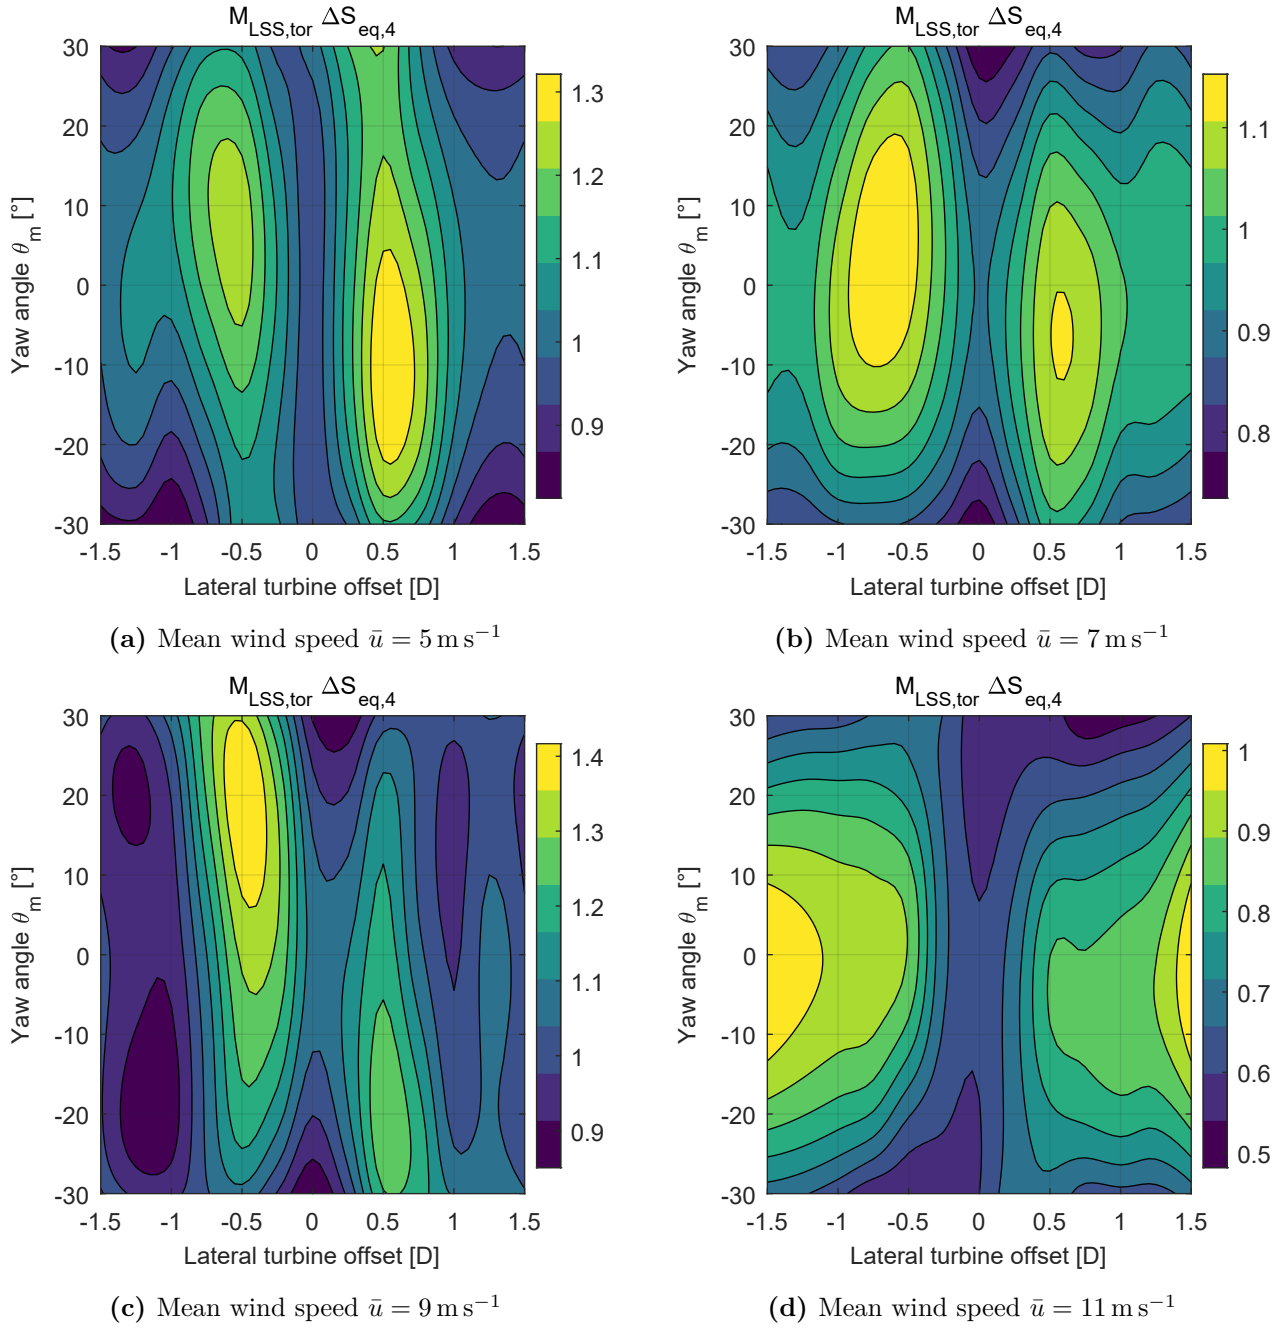 M_LSS,tor ΔS_eq,4
30
20
10
0
-10
-20
-30
Yaw angle θ_m [°]
-1.5 -1 -0.5 0 0.5 1 1.5
Lateral turbine offset [D]
1.3
1.2
1.1
1
0.9
(a) Mean wind speed ū = 5 m s⁻¹
M_LSS,tor ΔS_eq,4
30
20
10
0
-10
-20
-30
Yaw angle θ_m [°]
-1.5 -1 -0.5 0 0.5 1 1.5
Lateral turbine offset [D]
1.1
1
0.9
0.8
(b) Mean wind speed ū = 7 m s⁻¹
M_LSS,tor ΔS_eq,4
30
20
10
0
-10
-20
-30
Yaw angle θ_m [°]
-1.5 -1 -0.5 0 0.5 1 1.5
Lateral turbine offset [D]
1.4
1.3
1.2
1.1
1
0.9
(c) Mean wind speed ū = 9 m s⁻¹
M_LSS,tor ΔS_eq,4
30
20
10
0
-10
-20
-30
Yaw angle θ_m [°]
-1.5 -1 -0.5 0 0.5 1 1.5
Lateral turbine offset [D]
1
0.9
0.8
0.7
0.6
0.5
(d) Mean wind speed ū = 11 m s⁻¹